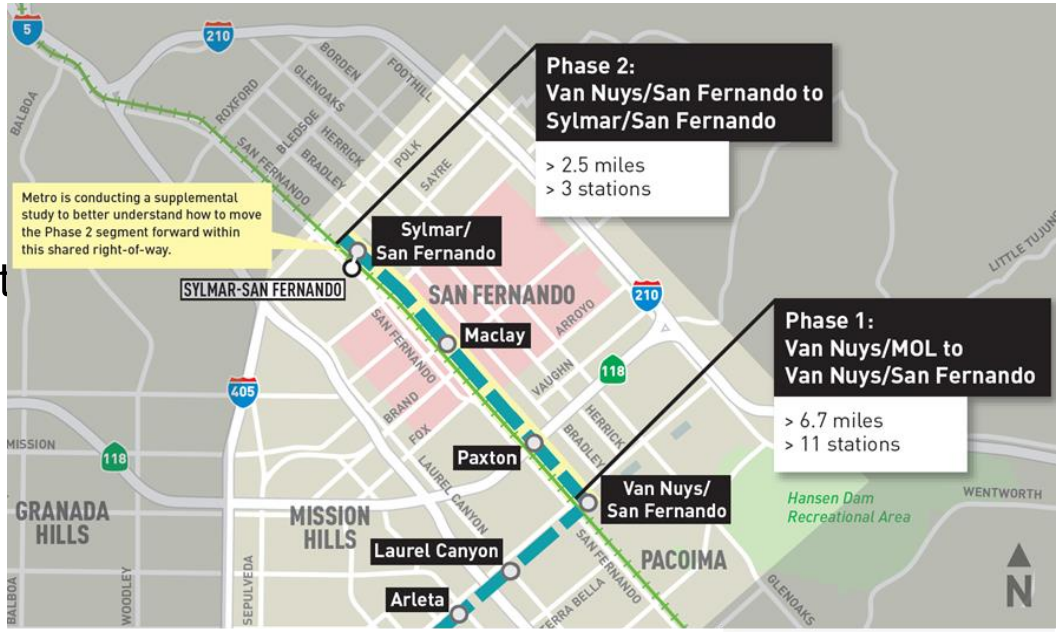 5
210
BORDEN
GLENOAKS
FOOTHILL
BALBOA
ROXFORD
BLEDSOE
HERRICK
BRADLEY
SAN FERNANDO
POLK
SAYRE
Phase 2:
Van Nuys/San Fernando to
Sylmar/San Fernando
> 2.5 miles
> 3 stations
Metro is conducting a supplemental
study to better understand how to move
the Phase 2 segment forward within
this shared right-of-way.
t
Sylmar/
San Fernando
SYLMAR-SAN FERNANDO
SAN FERNANDO
210
LITTLE TUJUN
Maclay
ARROYO
SAN FERNANDO
VAUGHN
118
Phase 1:
Van Nuys/MOL to
Van Nuys/San Fernando
> 6.7 miles
> 11 stations
405
BRAND
FOX
HERRICK
BRADLEY
MISSION
118
Paxton
LAUREL CANYON
Van Nuys/
San Fernando
Hansen Dam
Recreational Area
WENTWORTH
GRANADA
HILLS
MISSION
HILLS
Laurel Canyon
SAN FERNANDO
PACOIMA
GLENOAKS
BALBOA
WOODLEY
SEPULVEDA
Arleta
ERRA BELLA
N